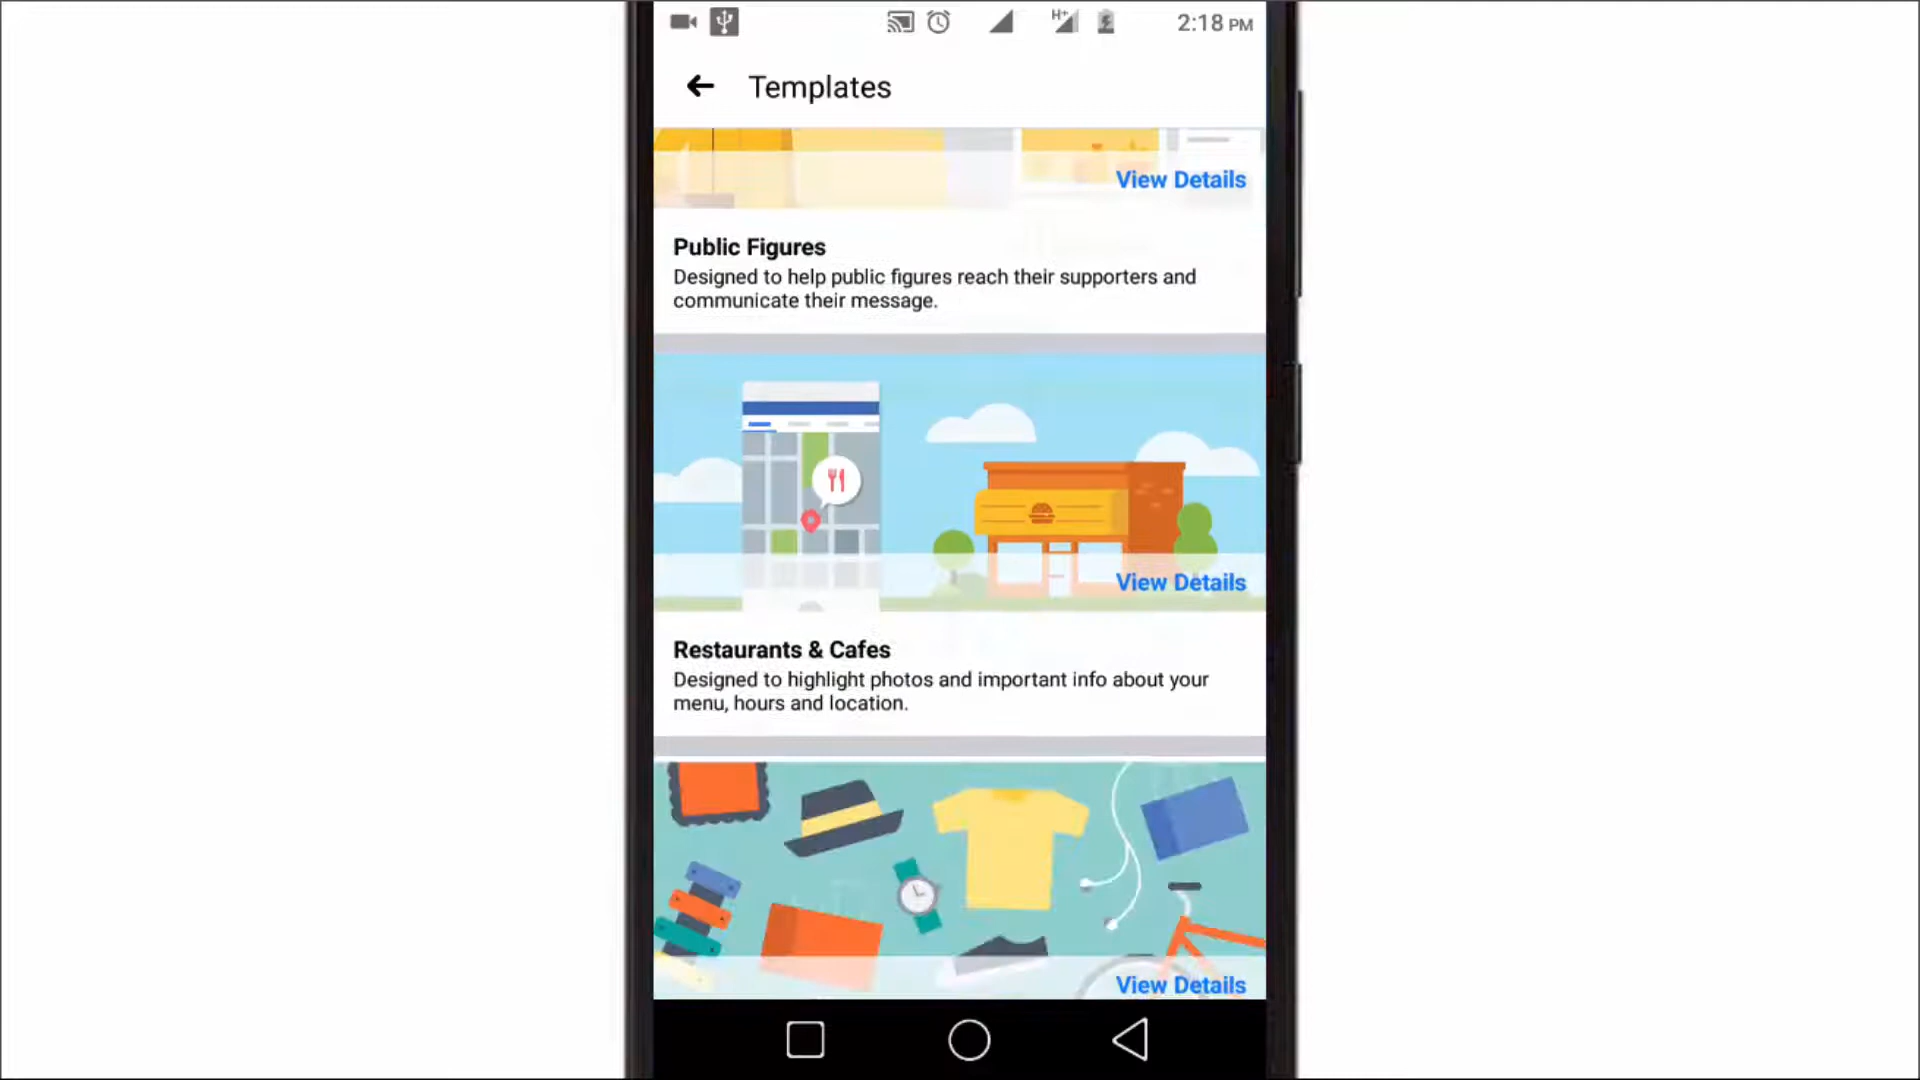 H+
2:18 PM
Templates
View Details
Public Figures
Designed to help public figures reach their supporters and
communicate their message.
View Details
Restaurants & Cafes
Designed to highlight photos and important info about your
menu, hours and location.
View Details